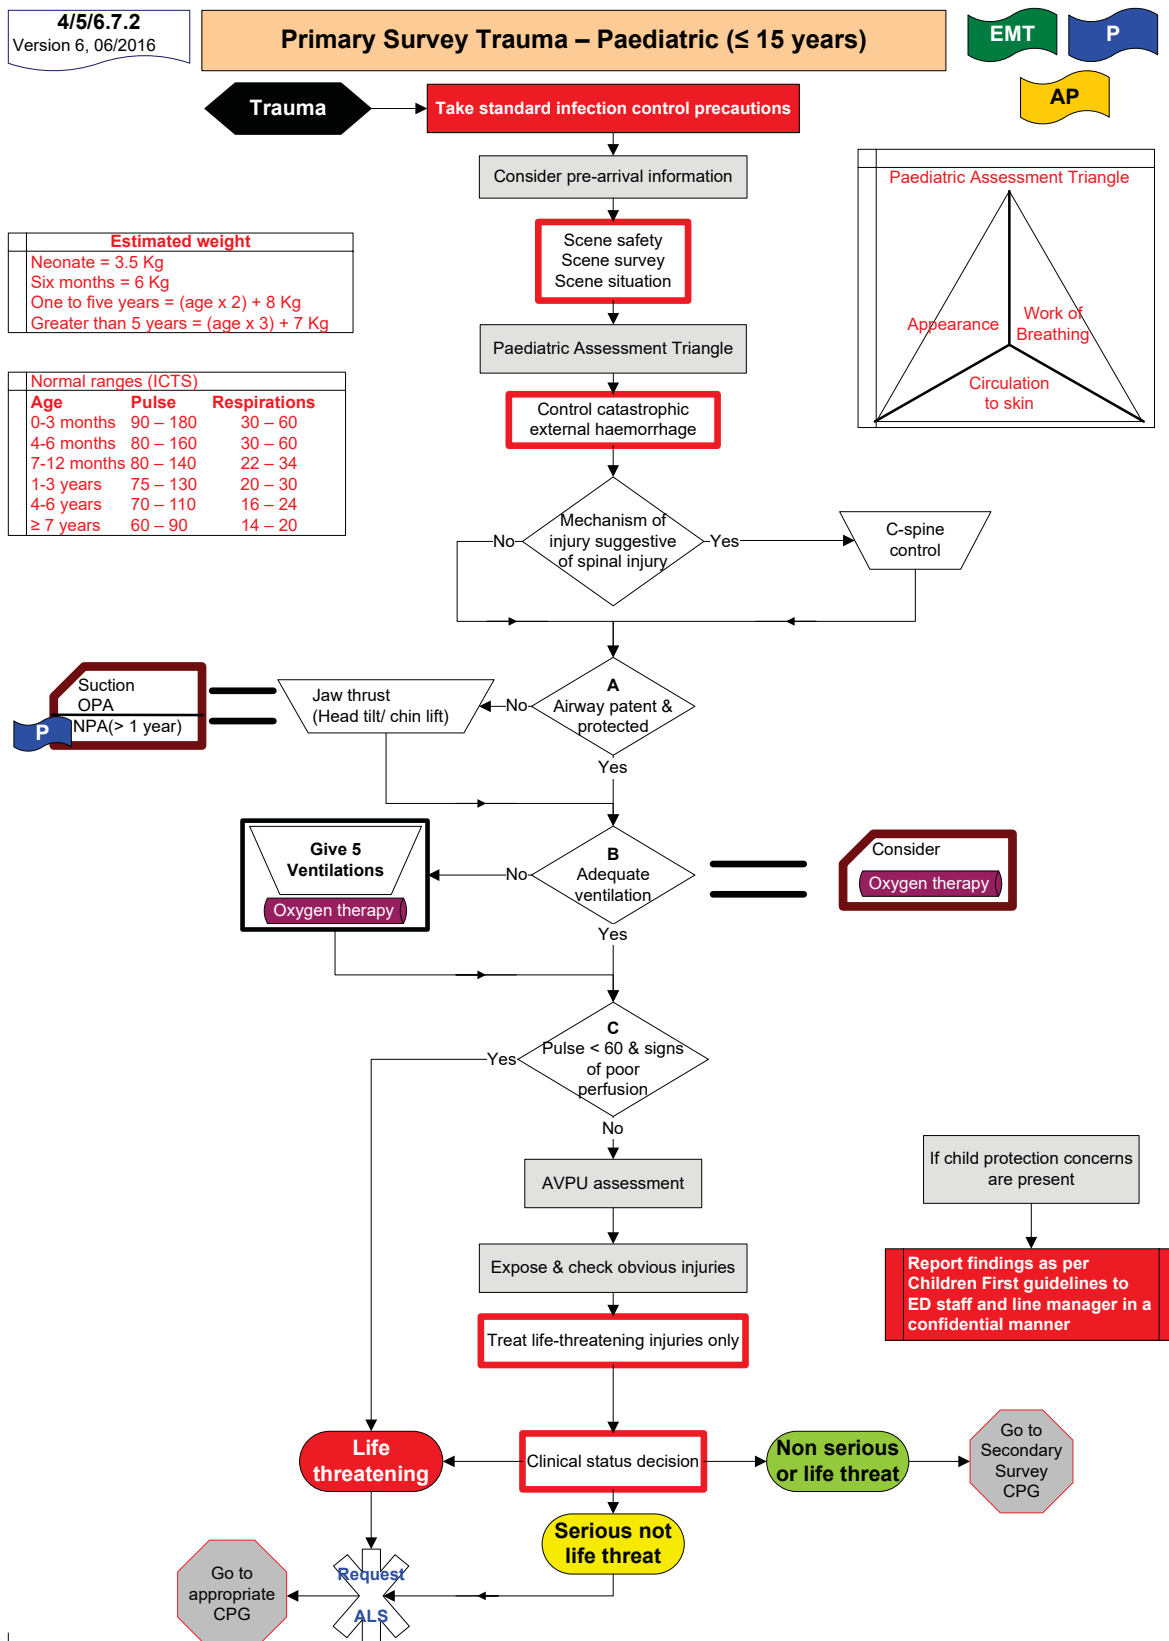 4/5/6.7.2
Version 6, 06/2016
Primary Survey Trauma – Paediatric (≤ 15 years)
EMT
P
AP
Trauma
Take standard infection control precautions
Consider pre-arrival information
Scene safety
Scene survey
Scene situation
Paediatric Assessment Triangle
Appearance
Work of
Breathing
Circulation
to skin
Estimated weight
Neonate = 3.5 Kg
Six months = 6 Kg
One to five years = (age x 2) + 8 Kg
Greater than 5 years = (age x 3) + 7 Kg
Paediatric Assessment Triangle
Normal ranges (ICTS)
Age Pulse Respirations
0-3 months 90 – 180 30 – 60
4-6 months 80 – 160 30 – 60
7-12 months 80 – 140 22 – 34
1-3 years 75 – 130 20 – 30
4-6 years 70 – 110 16 – 24
≥ 7 years 60 – 90 14 – 20
Control catastrophic
external haemorrhage
Mechanism of
injury suggestive
of spinal injury
No
Yes
C-spine
control
A
Airway patent &
protected
No
Jaw thrust
(Head tilt/ chin lift)
Suction
OPA
P
NPA(> 1 year)
Yes
B
Adequate
ventilation
No
Give 5
Ventilations
Oxygen therapy
Consider
Oxygen therapy
Yes
C
Pulse < 60 & signs
of poor
perfusion
Yes
No
AVPU assessment
Expose & check obvious injuries
Treat life-threatening injuries only
If child protection concerns
are present
Report findings as per
Children First guidelines to
ED staff and line manager in a
confidential manner
Clinical status decision
Life
threatening
Non serious
or life threat
Go to
Secondary
Survey
CPG
Serious not
life threat
Request
ALS
Go to
appropriate
CPG